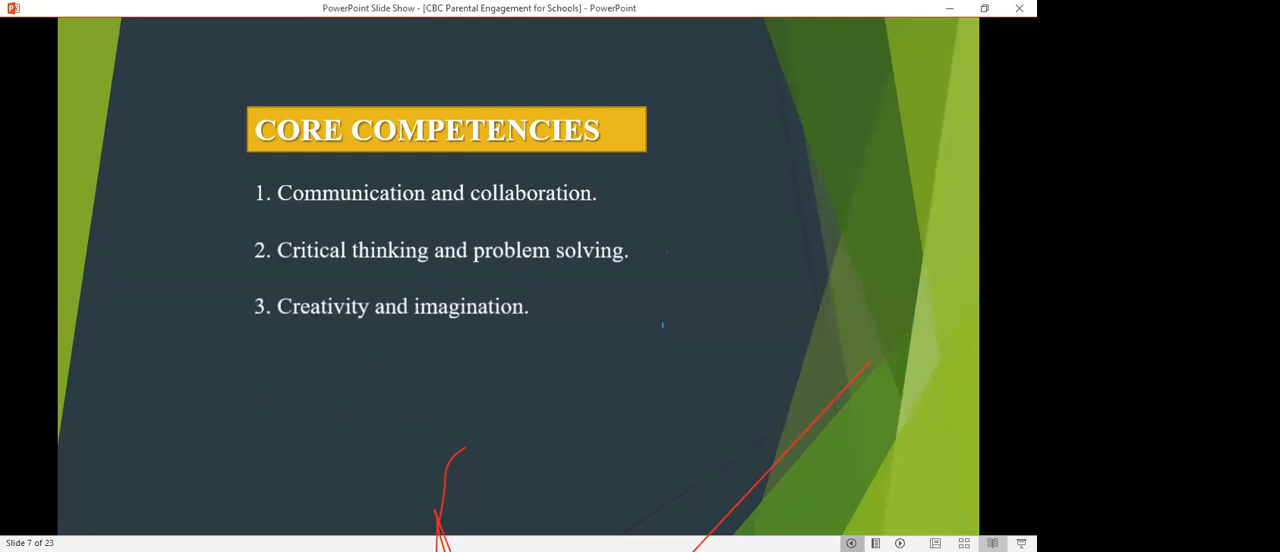 PowerPoint Slide Show - [CBC Parental Engagement for Schools] - PowerPoint
CORE COMPETENCIES
1. Communication and collaboration.
2. Critical thinking and problem solving.
3. Creativity and imagination.
Slide 7 of 23